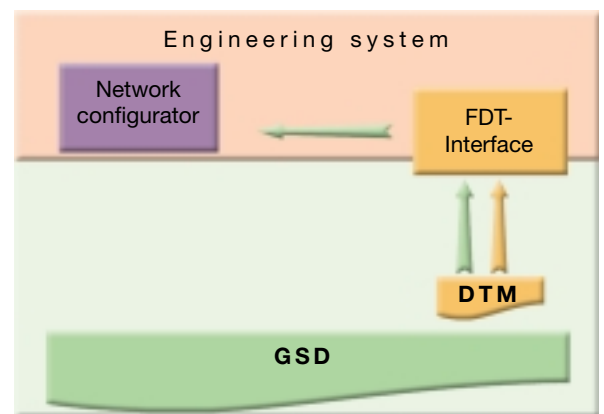 Engineering system
Network
configurator
FDT-
Interface
DTM
GSD